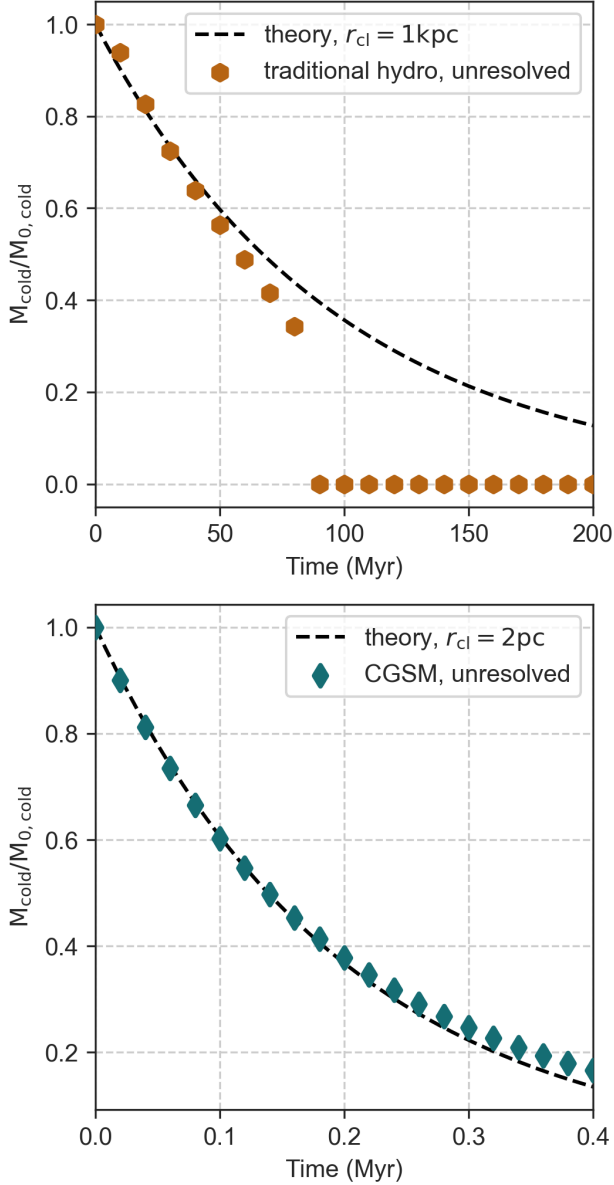 1.0
0.8
0.6
0.4
0.2
0.0
M_cold/M_0, cold
theory, r_cl = 1kpc
traditional hydro, unresolved
0 50 100 150 200
Time (Myr)
1.0
0.8
0.6
0.4
0.2
M_cold/M_0, cold
theory, r_cl = 2pc
CGSM, unresolved
0.0 0.1 0.2 0.3 0.4
Time (Myr)